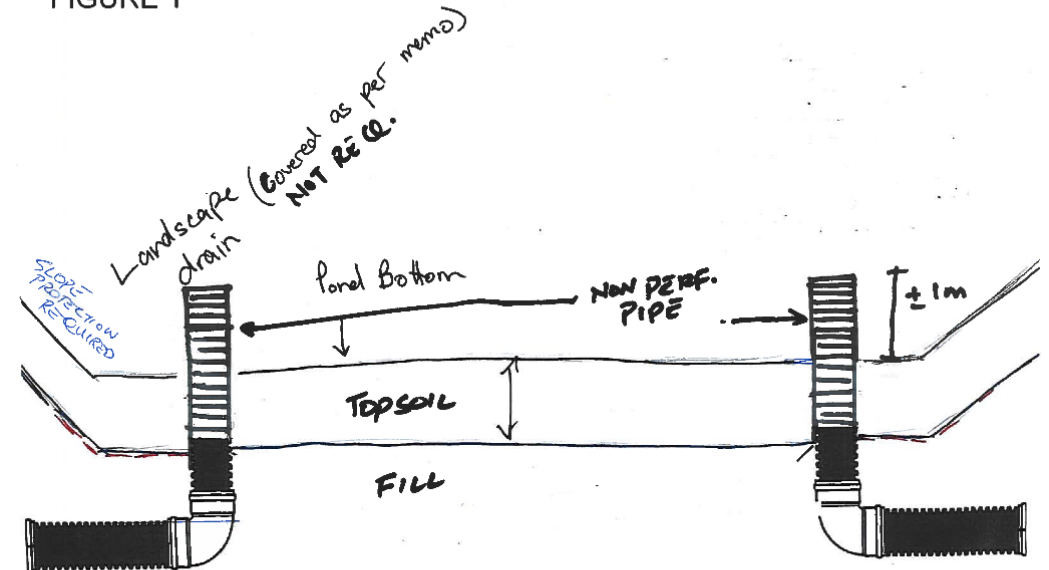 FIGURE 1
Landscape (Covered as per memo)
drain
NOT REQ.
SLOPE
PROTECTION
REQUIRED
Pond Bottom
NON PERF.
PIPE
± 1m
TOPSOIL
FILL